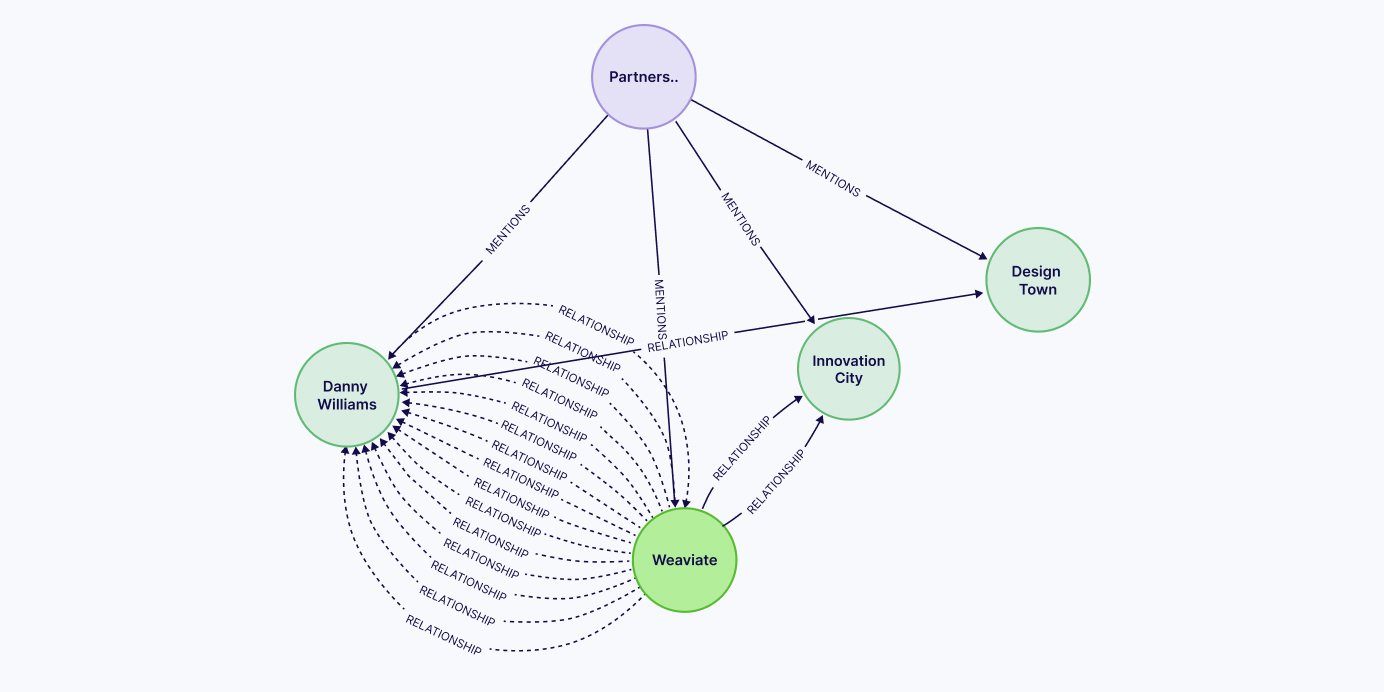 Partners..
MENTIONS
MENTIONS
MENTIONS
Design
Town
MENTIONS
RELATIONSHIP
RELATIONSHIP
RELATIONSHIP
Innovation
City
RELATIONSHIP
Danny
Williams
RELATIONSHIP
RELATIONSHIP
RELATIONSHIP
RELATIONSHIP
RELATIONSHIP
RELATIONSHIP
RELATIONSHIP
RELATIONSHIP
RELATIONSHIP
RELATIONSHIP
RELATIONSHIP
Weaviate
RELATIONSHIP
RELATIONSHIP
RELATIONSHIP